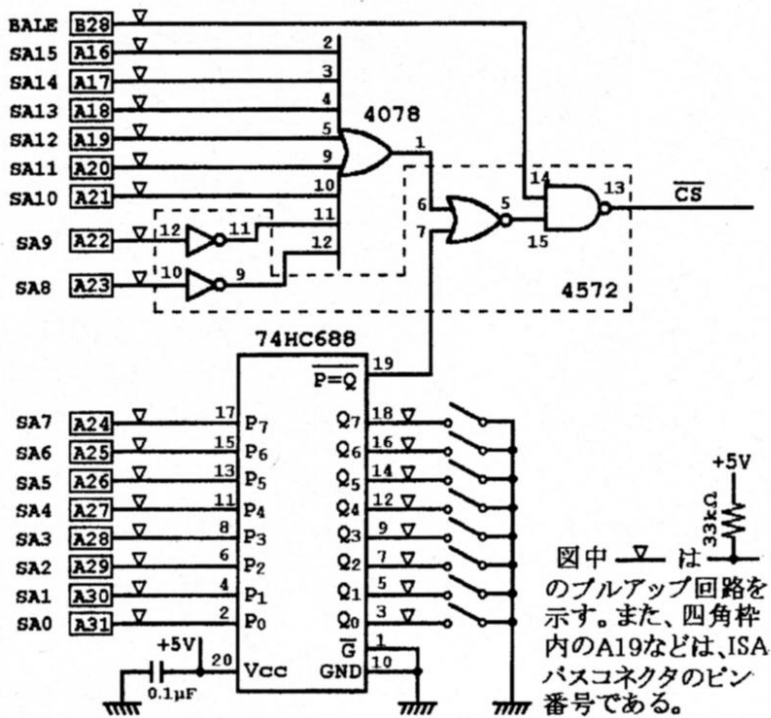 BALE B28
SA15 A16 2
SA14 A17 3
SA13 A18 4
4078
SA12 A19 5 1
SA11 A20 9
SA10 A21 10
14 13 CS
6 5
7 15
SA9 A22 12 11 11
12
SA8 A23 10 9
4572
74HC688
P=Q 19
SA7 A24 17 P7 Q7 18
SA6 A25 15 P6 Q6 16
SA5 A26 13 P5 Q5 14
SA4 A27 11 P4 Q4 12
SA3 A28 8 P3 Q3 9
SA2 A29 6 P2 Q2 7
SA1 A30 4 P1 Q1 5
SA0 A31 2 P0 Q0 3
+5V 20 Vcc
G 1
GND 10
0.1μF
+5V
33kΩ
図中 ▽ は
のプルアップ回路を
示す。また、四角枠
内のA19などは、ISA
バスコネクタのピン
番号である。